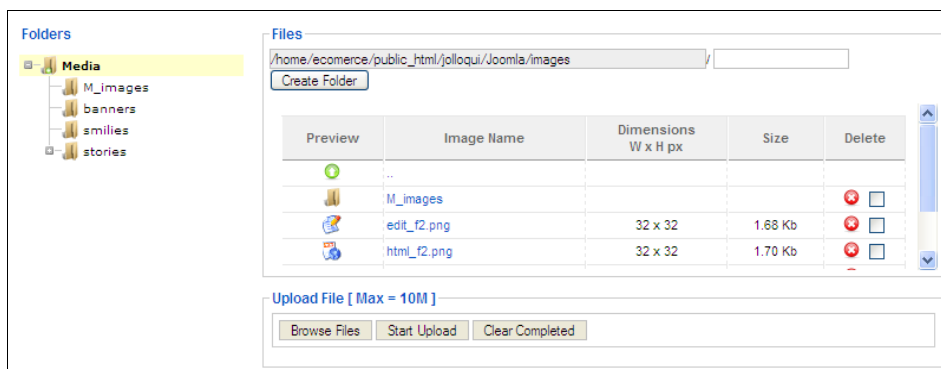 Folders
Media
M_images
banners
smilies
stories
Files
/home/ecomerce/public_html/jolloqui/Joomla/images /
Create Folder
Preview Image Name Dimensions W x H px Size Delete
..
M_images
edit_f2.png 32 x 32 1.68 Kb
html_f2.png 32 x 32 1.70 Kb
Upload File [ Max = 10M ]
Browse Files Start Upload Clear Completed